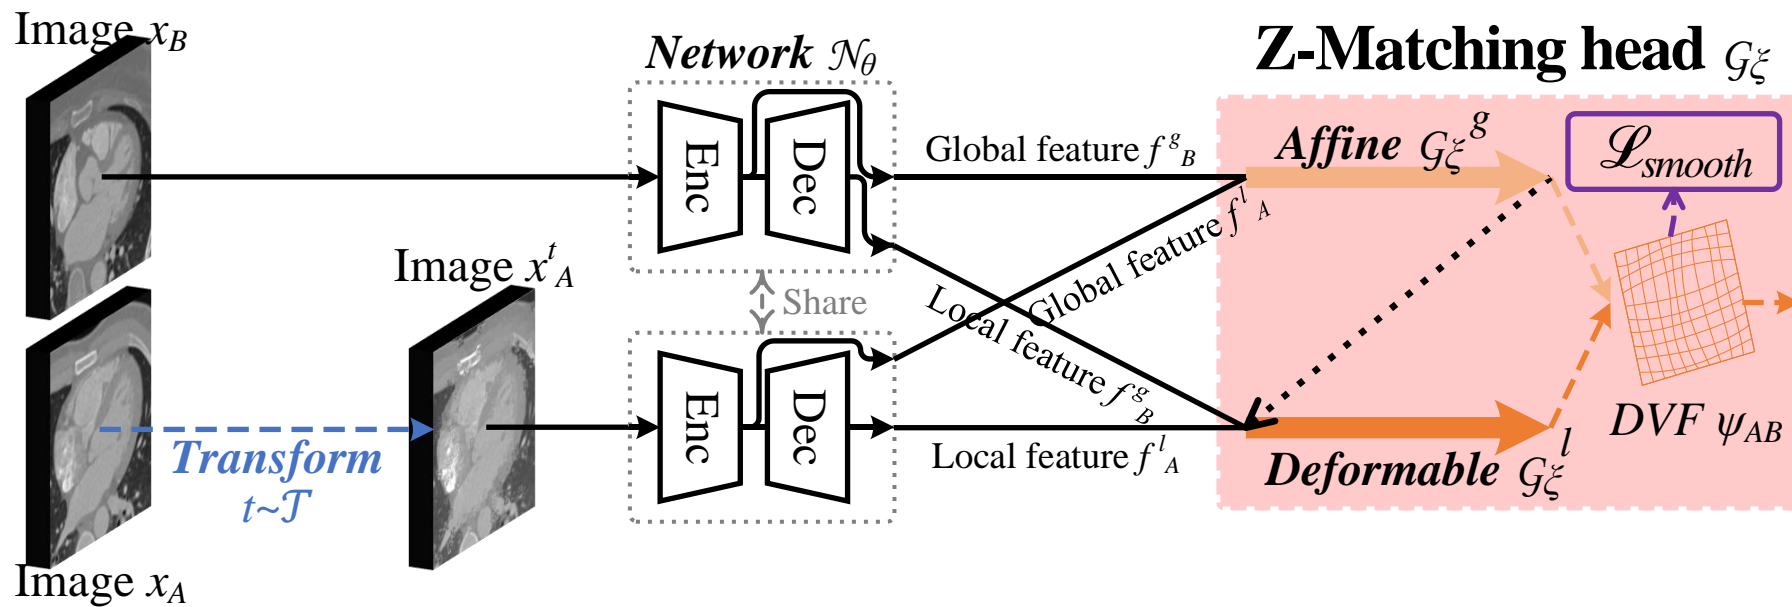 Image x_B
Network 𝒩_θ
Z-Matching head 𝒢_ξ
Enc
Dec
Global feature f^g_B
Affine 𝒢_ξ^g
ℒ_smooth
Global feature f^l_A
Image x^t_A
Share
Local feature f^g_B
Enc
Dec
DVF ψ_AB
Transform
t~𝒯
Local feature f^l_A
Deformable 𝒢_ξ^l
Image x_A